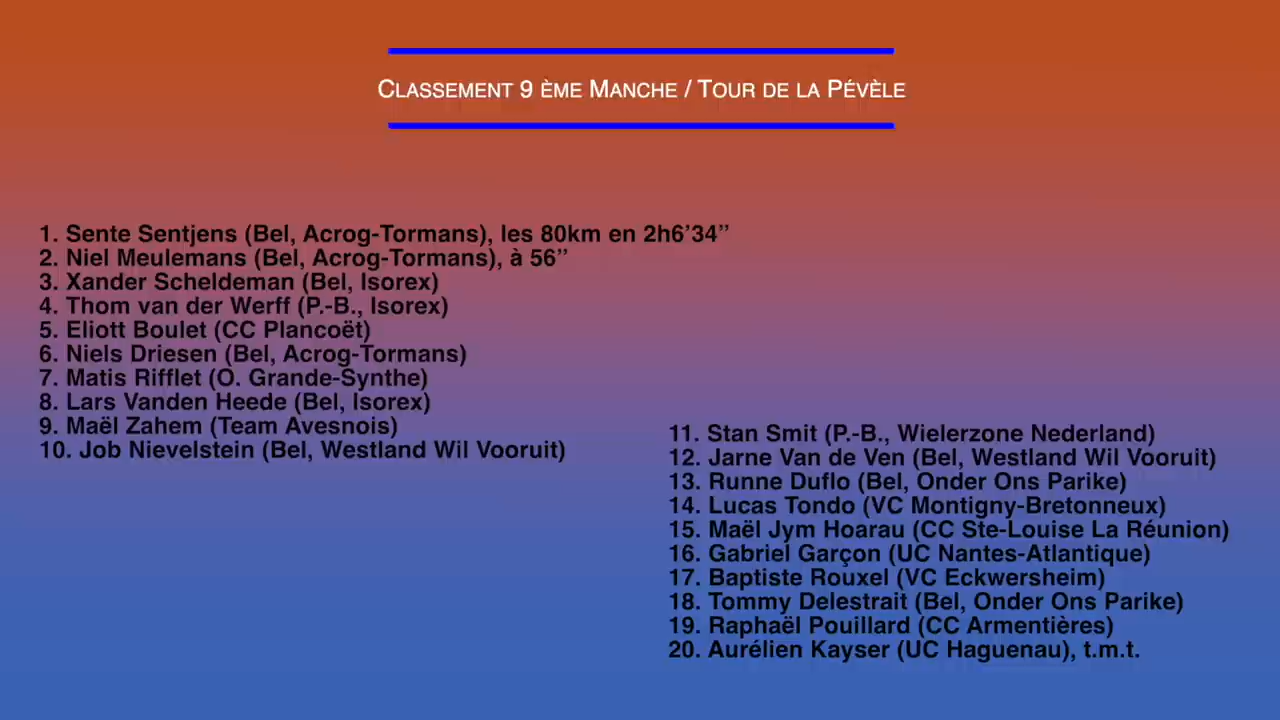 CLASSEMENT 9 ÈME MANCHE / TOUR DE LA PÉVÈLE
1. Sente Sentjens (Bel, Acrog-Tormans), les 80km en 2h6’34”
2. Niel Meulemans (Bel, Acrog-Tormans), à 56”
3. Xander Scheldeman (Bel, Isorex)
4. Thom van der Werff (P.-B., Isorex)
5. Eliott Boulet (CC Plancoët)
6. Niels Driesen (Bel, Acrog-Tormans)
7. Matis Rifflet (O. Grande-Synthe)
8. Lars Vanden Heede (Bel, Isorex)
9. Maël Zahem (Team Avesnois)
10. Job Nievelstein (Bel, Westland Wil Vooruit)
11. Stan Smit (P.-B., Wielerzone Nederland)
12. Jarne Van de Ven (Bel, Westland Wil Vooruit)
13. Runne Duflo (Bel, Onder Ons Parike)
14. Lucas Tondo (VC Montigny-Bretonneux)
15. Maël Jym Hoarau (CC Ste-Louise La Réunion)
16. Gabriel Garçon (UC Nantes-Atlantique)
17. Baptiste Rouxel (VC Eckwersheim)
18. Tommy Delestrait (Bel, Onder Ons Parike)
19. Raphaël Pouillard (CC Armentières)
20. Aurélien Kayser (UC Haguenau), t.m.t.